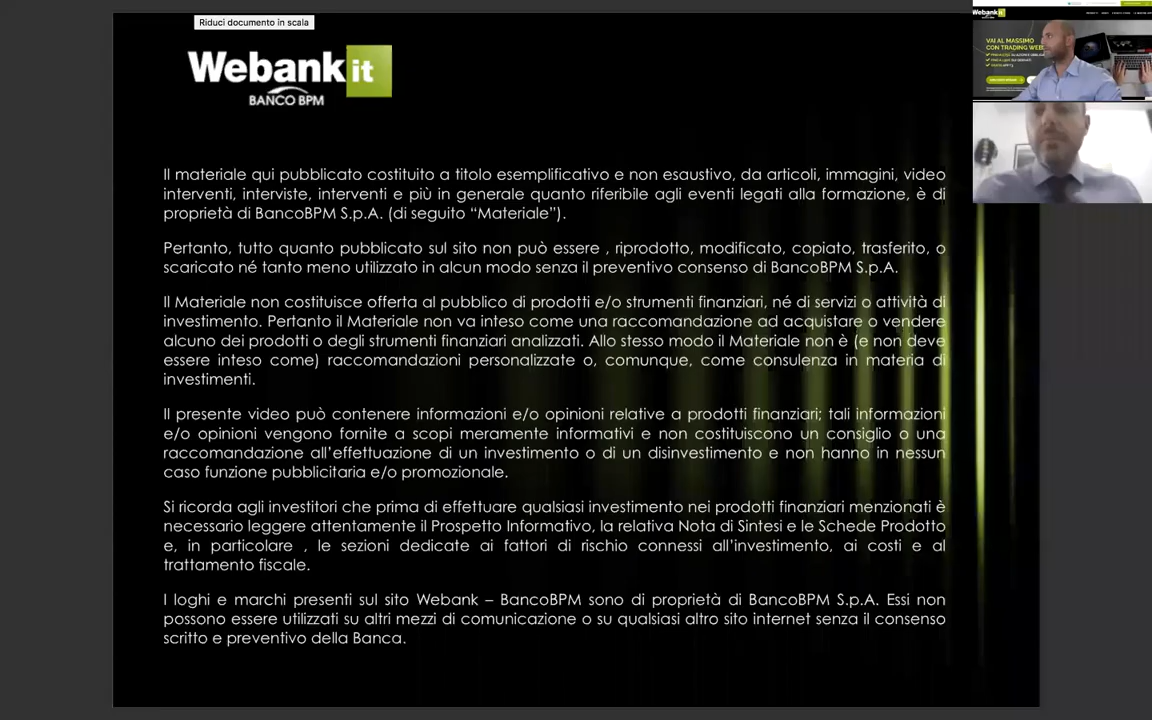 Riduci documento in scala
Webank it
BANCO BPM
Il materiale qui pubblicato costituito a titolo esemplificativo e non esaustivo, da articoli, immagini, video
interventi, interviste, interventi e più in generale quanto riferibile agli eventi legati alla formazione, è di
proprietà di BancoBPM S.p.A. (di seguito “Materiale”).
Pertanto, tutto quanto pubblicato sul sito non può essere , riprodotto, modificato, copiato, trasferito, o
scaricato né tanto meno utilizzato in alcun modo senza il preventivo consenso di BancoBPM S.p.A.
Il Materiale non costituisce offerta al pubblico di prodotti e/o strumenti finanziari, né di servizi o attività di
investimento. Pertanto il Materiale non va inteso come una raccomandazione ad acquistare o vendere
alcuno dei prodotti o degli strumenti finanziari analizzati. Allo stesso modo il Materiale non è (e non deve
essere inteso come) raccomandazioni personalizzate o, comunque, come consulenza in materia di
investimenti.
Il presente video può contenere informazioni e/o opinioni relative a prodotti finanziari; tali informazioni
e/o opinioni vengono fornite a scopi meramente informativi e non costituiscono un consiglio o una
raccomandazione all’effettuazione di un investimento o di un disinvestimento e non hanno in nessun
caso funzione pubblicitaria e/o promozionale.
Si ricorda agli investitori che prima di effettuare qualsiasi investimento nei prodotti finanziari menzionati è
necessario leggere attentamente il Prospetto Informativo, la relativa Nota di Sintesi e le Schede Prodotto
e, in particolare , le sezioni dedicate ai fattori di rischio connessi all’investimento, ai costi e al
trattamento fiscale.
I loghi e marchi presenti sul sito Webank – BancoBPM sono di proprietà di BancoBPM S.p.A. Essi non
possono essere utilizzati su altri mezzi di comunicazione o su qualsiasi altro sito internet senza il consenso
scritto e preventivo della Banca.
Webank it
VAI AL MASSIMO
CON TRADING WEB